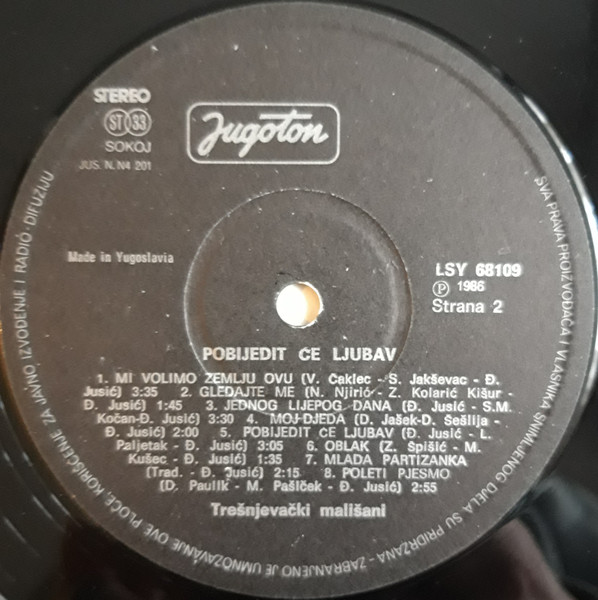 STEREO
ST 33
SOKOJ
JUS. N.N4 201
Jugoton
Made in Yugoslavia
LSY 68109
Ⓟ 1986
Strana 2
POBIJEDIT ĆE LJUBAV
1. MI VOLIMO ZEMLJU OVU (V. Caklec - S. Jakševac - Đ.
Jusić) 3:35 2. GLEDAJTE ME (N. Njirić - Z. Kolarić Kišur -
Đ. Jusić) 1:45 3. JEDNOG LIJEPOG DANA (Đ. Jusić - S.M.
Kočan-Đ. Jusić) 3:30 4. MOJ DJEDA (D. Jašek-D. Sešlija -
Đ. Jusić) 2:00 5. POBIJEDIT ĆE LJUBAV (Đ. Jusić - L.
Paljetak - Đ. Jusić) 3:05 6. OBLAK (Z. Špišić - M.
Kušec - Đ. Jusić) 1:35 7. MLADA PARTIZANKA
(Trad. - Đ. Jusić) 2:15 8. POLETI PJESMO
(D. Paulik - M. Pašiček - Đ. Jusić) 2:55
Trešnjevački mališani
SVA PRAVA PROIZVOĐAČA I VLASNIKA SNIMLJENOG DJELA SU PRIDRŽANA - ZABRANJENO JE UMNOŽAVANJE OVE PLOČE, KORIŠĆENJE ZA JAVNO IZVOĐENJE I RADIO-DIFUZIJU